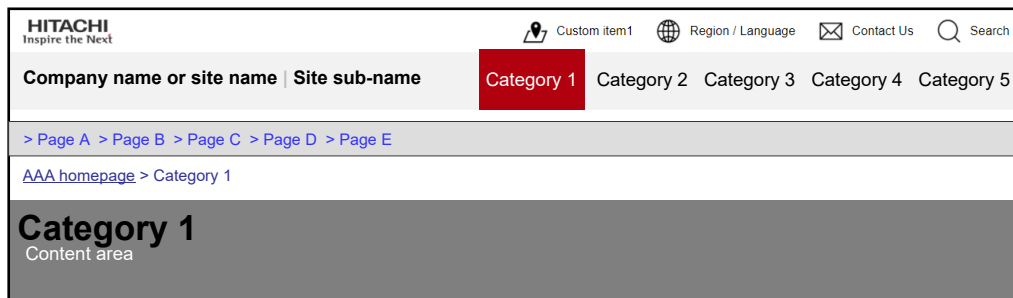 HITACHI
Inspire the Next
Custom item1 Region / Language Contact Us Search
Company name or site name | Site sub-name
Category 1 Category 2 Category 3 Category 4 Category 5
> Page A > Page B > Page C > Page D > Page E
AAA homepage > Category 1
Category 1
Content area